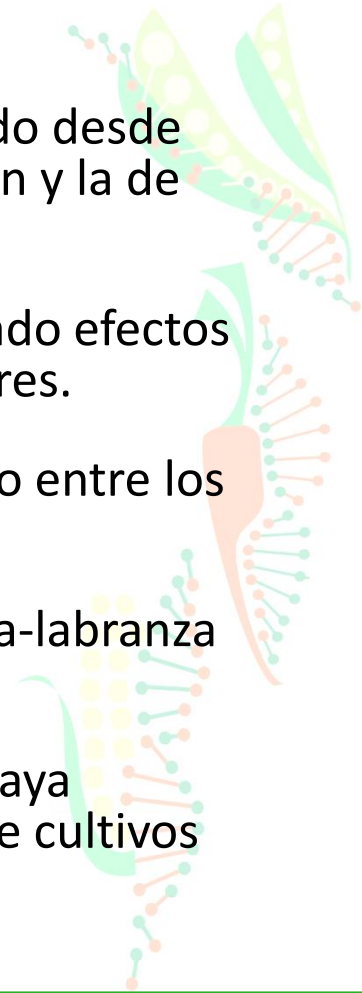 do desde
n y la de
ndo efectos
res.
o entre los
a-labranza
aya
e cultivos